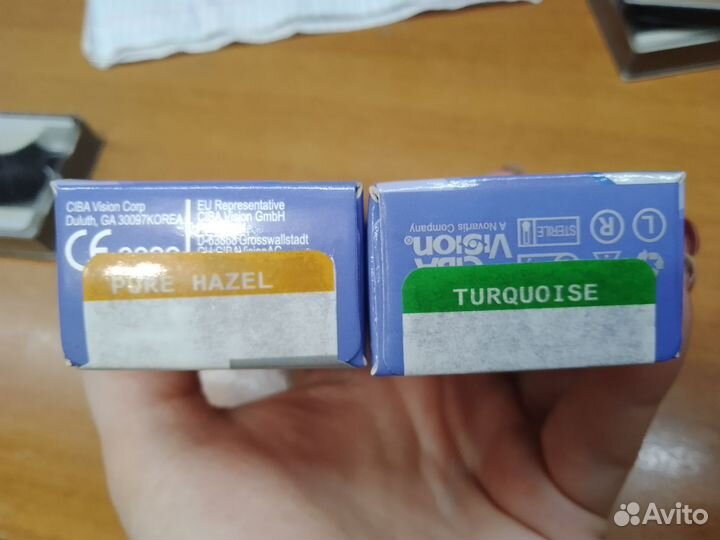 CIBA Vision Corp
Duluth, GA 30097KOREA
EU Representative
CIBA Vision GmbH
D-63868 Grosswallstadt
CE
PURE HAZEL
L
R
STERILE
CIBA
VISION®
A Novartis Company
TURQUOISE
Avito